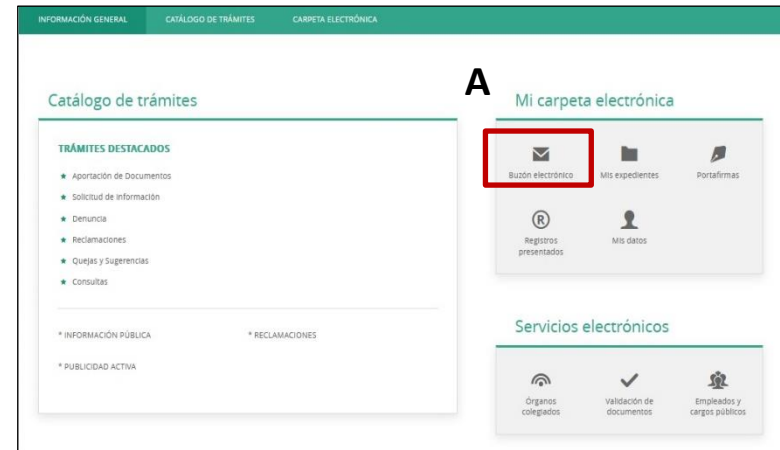 INFORMACIÓN GENERAL CATÁLOGO DE TRÁMITES CARPETA ELECTRÓNICA
Catálogo de trámites
TRÁMITES DESTACADOS
Aportación de Documentos
Solicitud de Información
Denuncia
Reclamaciones
Quejas y Sugerencias
Consultas
* INFORMACIÓN PÚBLICA * RECLAMACIONES
* PUBLICIDAD ACTIVA
A
Mi carpeta electrónica
Buzón electrónico Mis expedientes Portafirmas
R
Registros
presentados
Mis datos
Servicios electrónicos
Órganos
colegiados
Validación de
documentos
Empleados y
cargos públicos